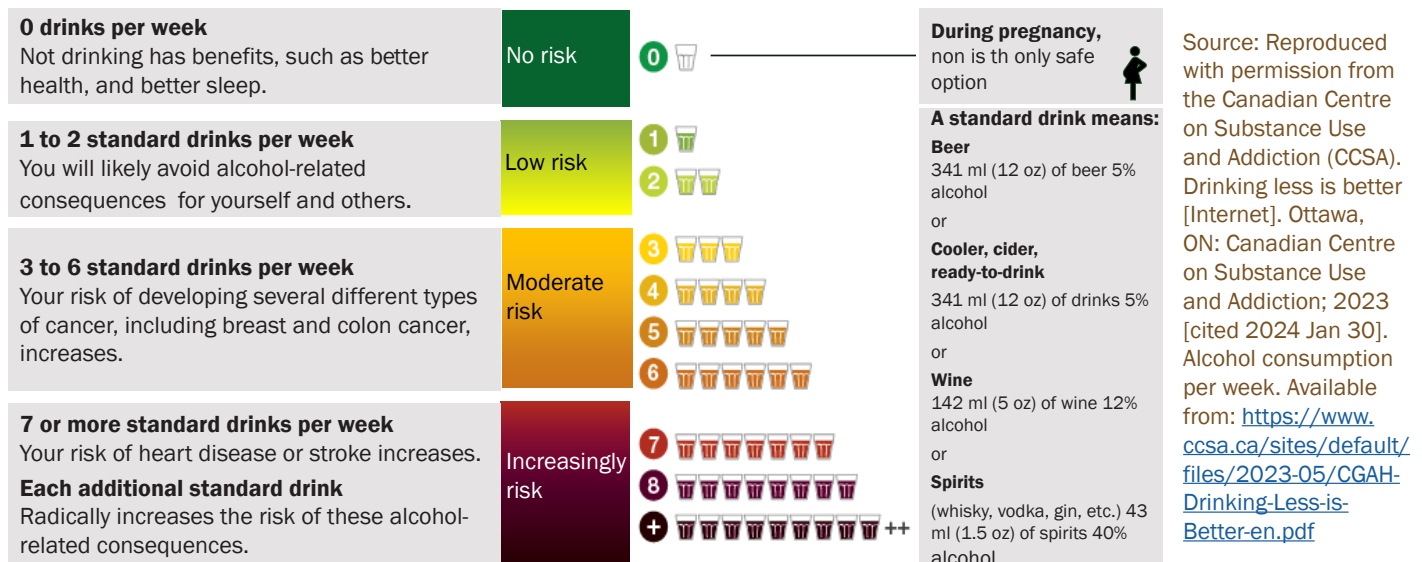 0 drinks per week
Not drinking has benefits, such as better
health, and better sleep.
No risk
0
1 to 2 standard drinks per week
You will likely avoid alcohol-related
consequences for yourself and others.
Low risk
1
2
3 to 6 standard drinks per week
Your risk of developing several different types
of cancer, including breast and colon cancer,
increases.
Moderate
risk
3
4
5
6
7 or more standard drinks per week
Your risk of heart disease or stroke increases.
Each additional standard drink
Radically increases the risk of these alcohol-
related consequences.
Increasingly
risk
7
8
+
++
During pregnancy,
non is th only safe
option
A standard drink means:
Beer
341 ml (12 oz) of beer 5%
alcohol
or
Cooler, cider,
ready-to-drink
341 ml (12 oz) of drinks 5%
alcohol
or
Wine
142 ml (5 oz) of wine 12%
alcohol
or
Spirits
(whisky, vodka, gin, etc.) 43
ml (1.5 oz) of spirits 40%
alcohol
Source: Reproduced
with permission from
the Canadian Centre
on Substance Use
and Addiction (CCSA).
Drinking less is better
[Internet]. Ottawa,
ON: Canadian Centre
on Substance Use
and Addiction; 2023
[cited 2024 Jan 30].
Alcohol consumption
per week. Available
from: https://www.
ccsa.ca/sites/default/
files/2023-05/CGAH-
Drinking-Less-is-
Better-en.pdf